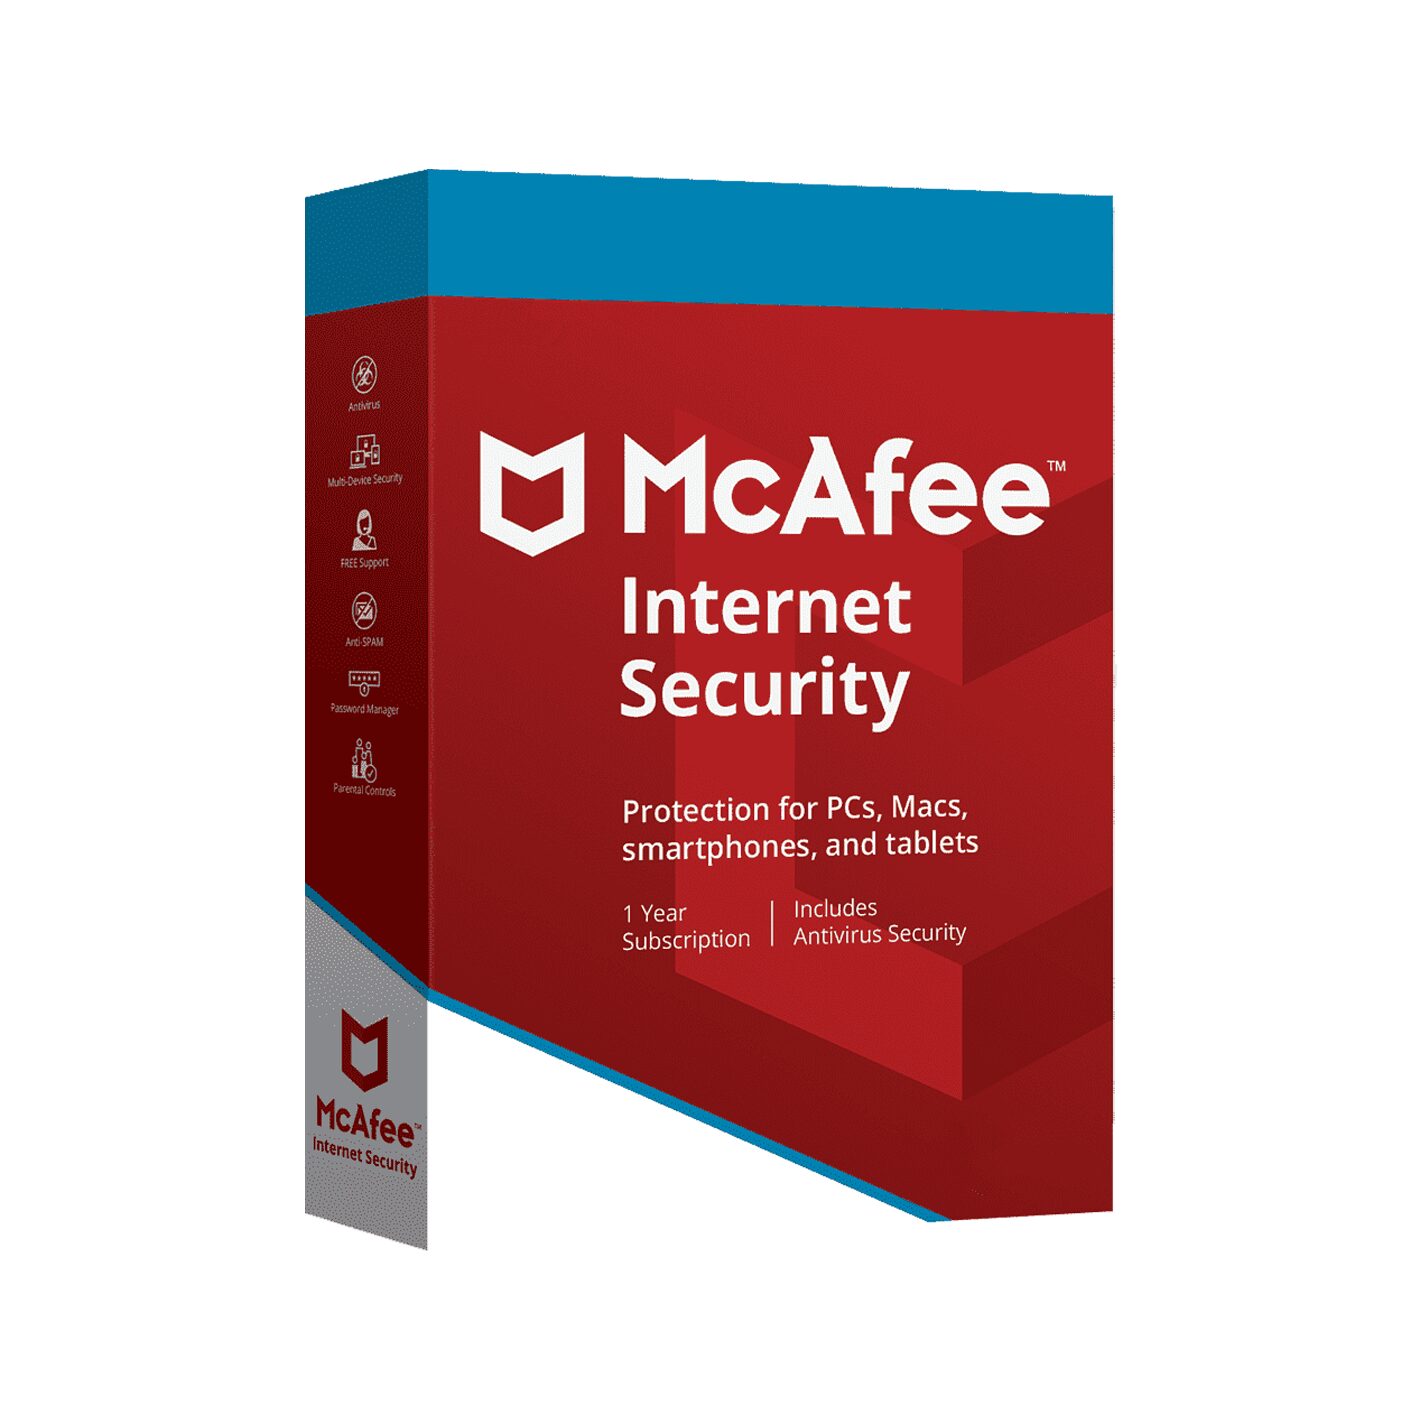 Antivirus
Multi-Device Security
FREE Support
Anti-SPAM
Password Manager
Parental Controls
McAfee™
Internet Security
McAfee™
Internet
Security
Protection for PCs, Macs,
smartphones, and tablets
1 Year
Subscription
Includes
Antivirus Security